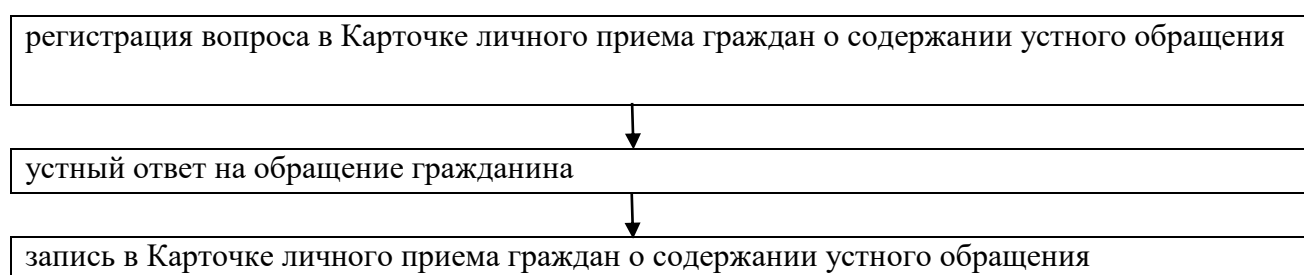 регистрация вопроса в Карточке личного приема граждан о содержании устного обращения
устный ответ на обращение гражданина
запись в Карточке личного приема граждан о содержании устного обращения